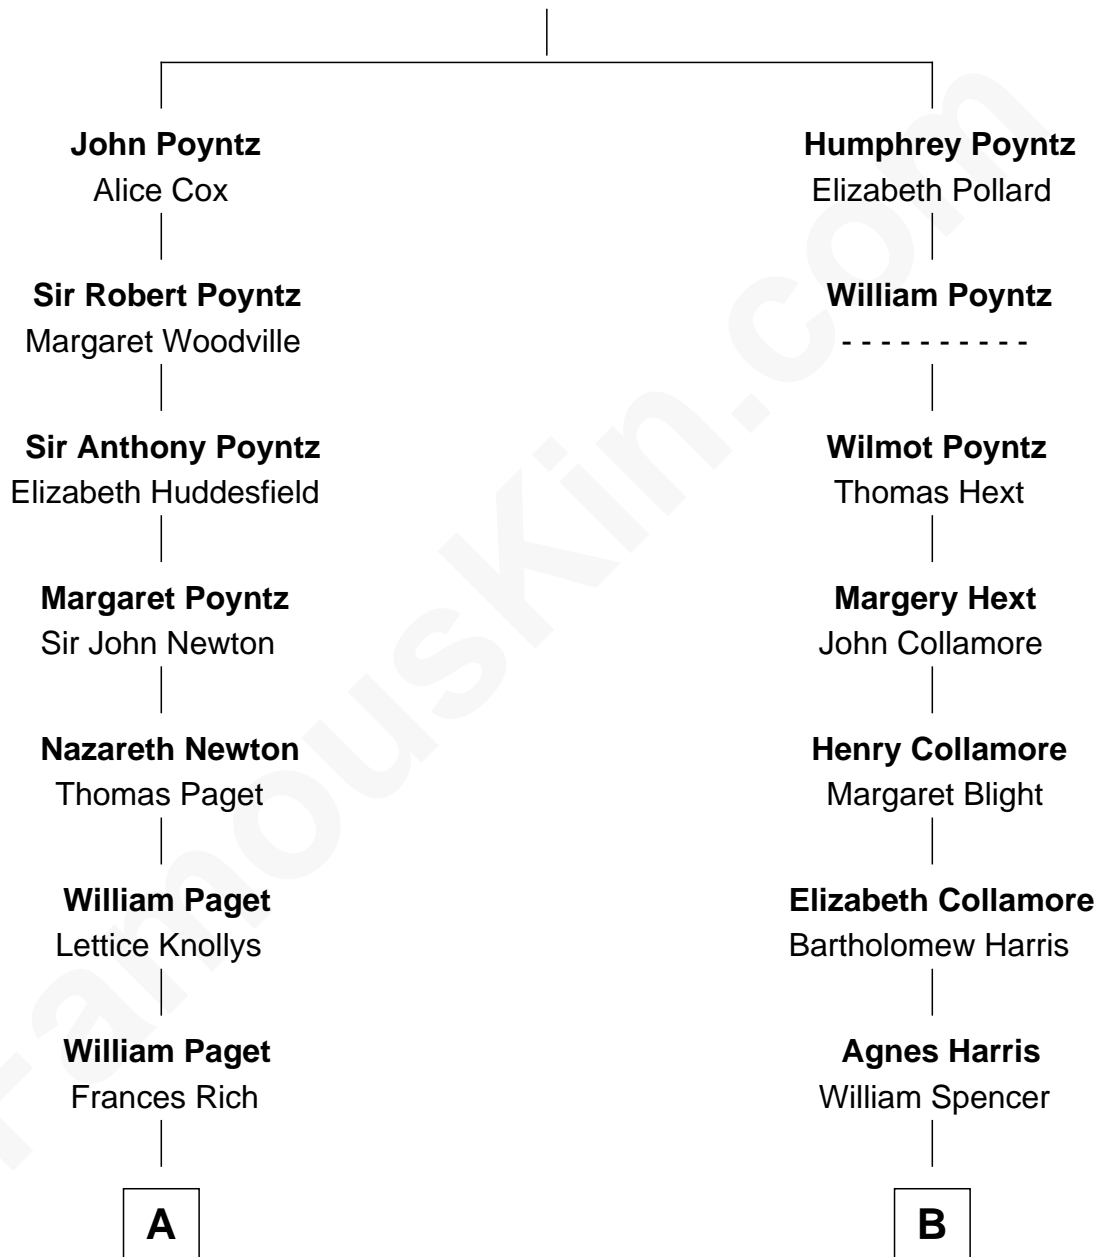 John Poyntz
Alice Cox
Humphrey Poyntz
Elizabeth Pollard
Sir Robert Poyntz
Margaret Woodville
William Poyntz
- - - - - - - - - -
Sir Anthony Poyntz
Elizabeth Huddesfield
Wilmot Poyntz
Thomas Hext
Margaret Poyntz
Sir John Newton
Margery Hext
John Collamore
Nazareth Newton
Thomas Paget
Henry Collamore
Margaret Blight
William Paget
Lettice Knollys
Elizabeth Collamore
Bartholomew Harris
William Paget
Frances Rich
Agnes Harris
William Spencer
A
B
FamousKin.com